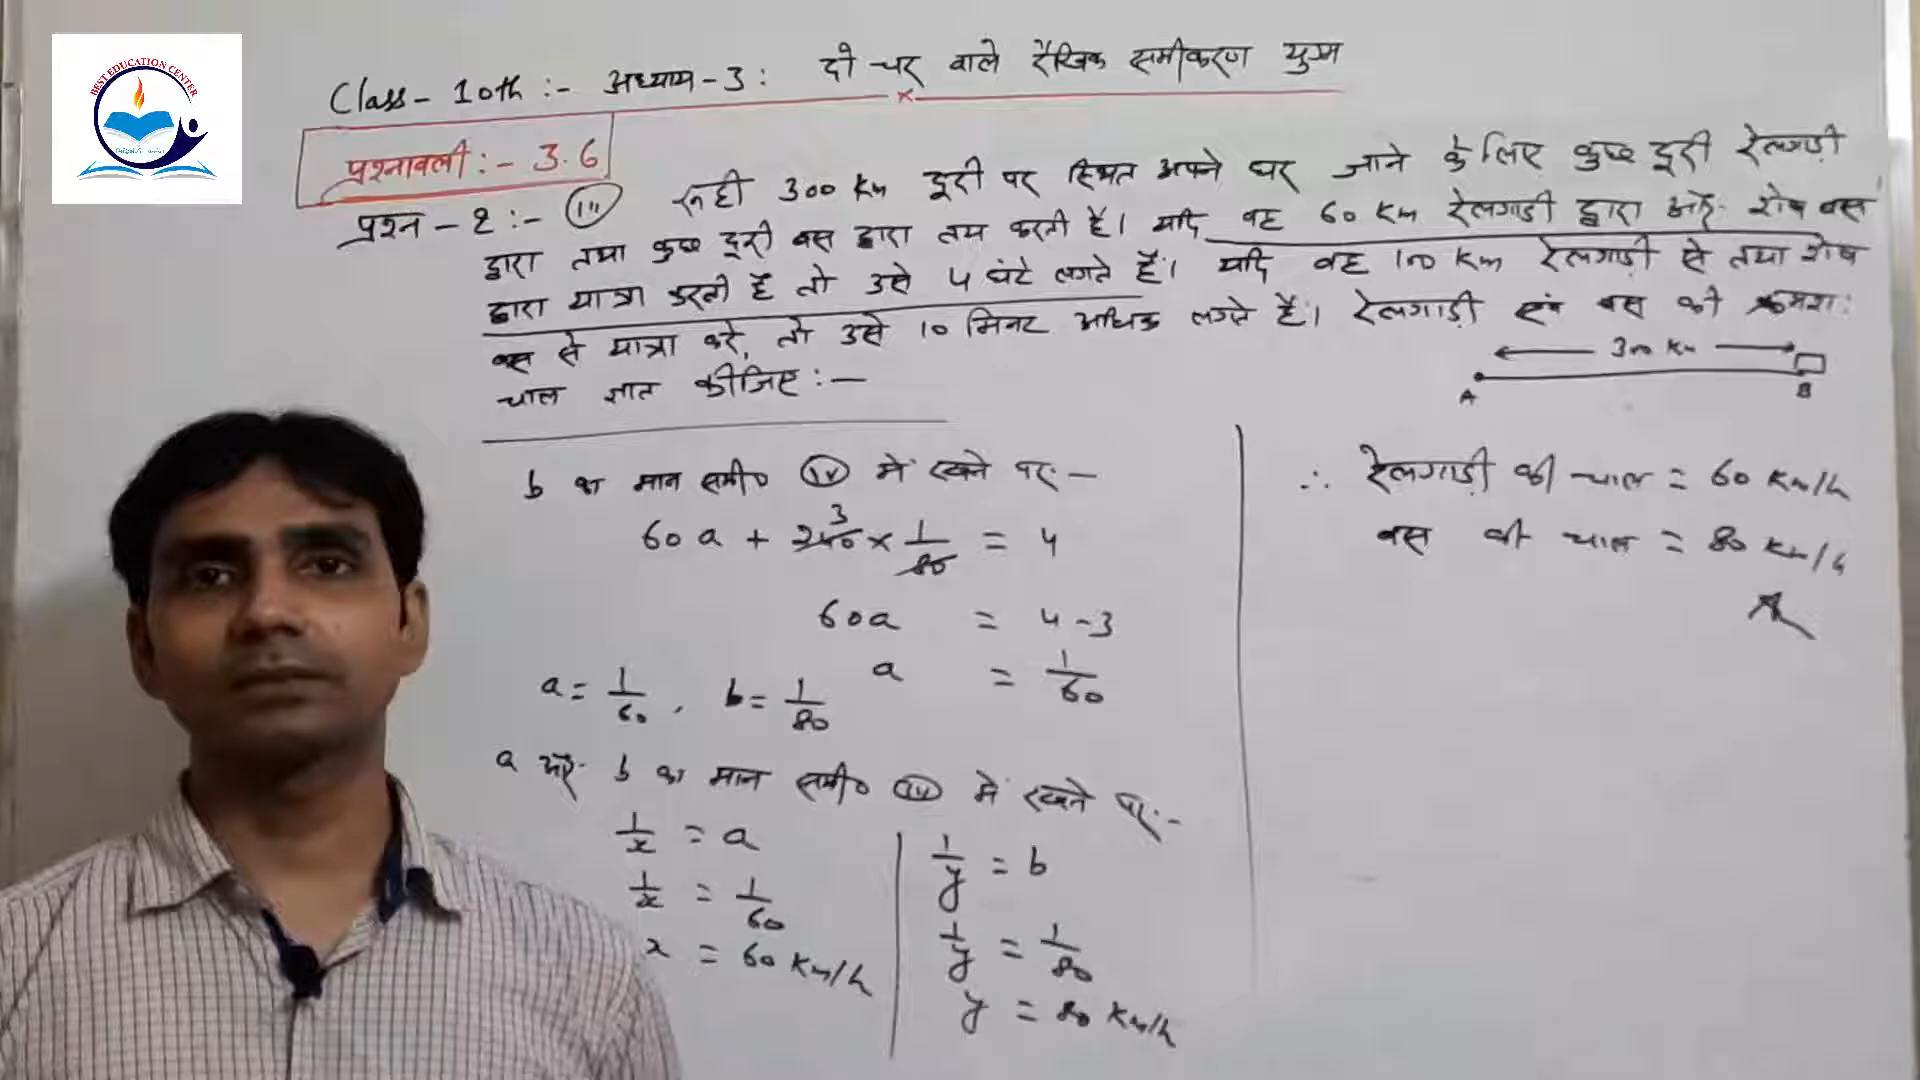 BEST EDUCATION CENTER
Class - 10th :- अध्याय - 3 : दो चर वाले रैखिक समीकरण युग्म
प्रश्नावली :- 3.6
प्रश्न - 2 :- (iii) रूही 300 km दूरी पर स्थित अपने घर जाने के लिए कुछ दूरी रेलगाड़ी
द्वारा तथा कुछ दूरी बस द्वारा तय करती है। यदि वह 60 km रेलगाड़ी द्वारा और शेष बस
द्वारा यात्रा करती है तो उसे 4 घंटे लगते हैं। यदि वह 100 km रेलगाड़ी से तथा शेष
बस से यात्रा करे, तो उसे 10 मिनट अधिक लगते हैं। रेलगाड़ी एवं बस की क्रमशः
चाल ज्ञात कीजिए :-
300 km
A B
b का मान समी० (iv) में रखने पर :-
60a + 240 × 1/80 = 4
3
60a = 4 - 3
a = 1/60
a = 1/60 , b = 1/80
a और b का मान समी० में रखने पर :-
1/x = a
1/x = 1/60
x = 60 km/h
1/y = b
1/y = 1/80
y = 80 km/h
∴ रेलगाड़ी की चाल = 60 km/h
बस की चाल = 80 km/h